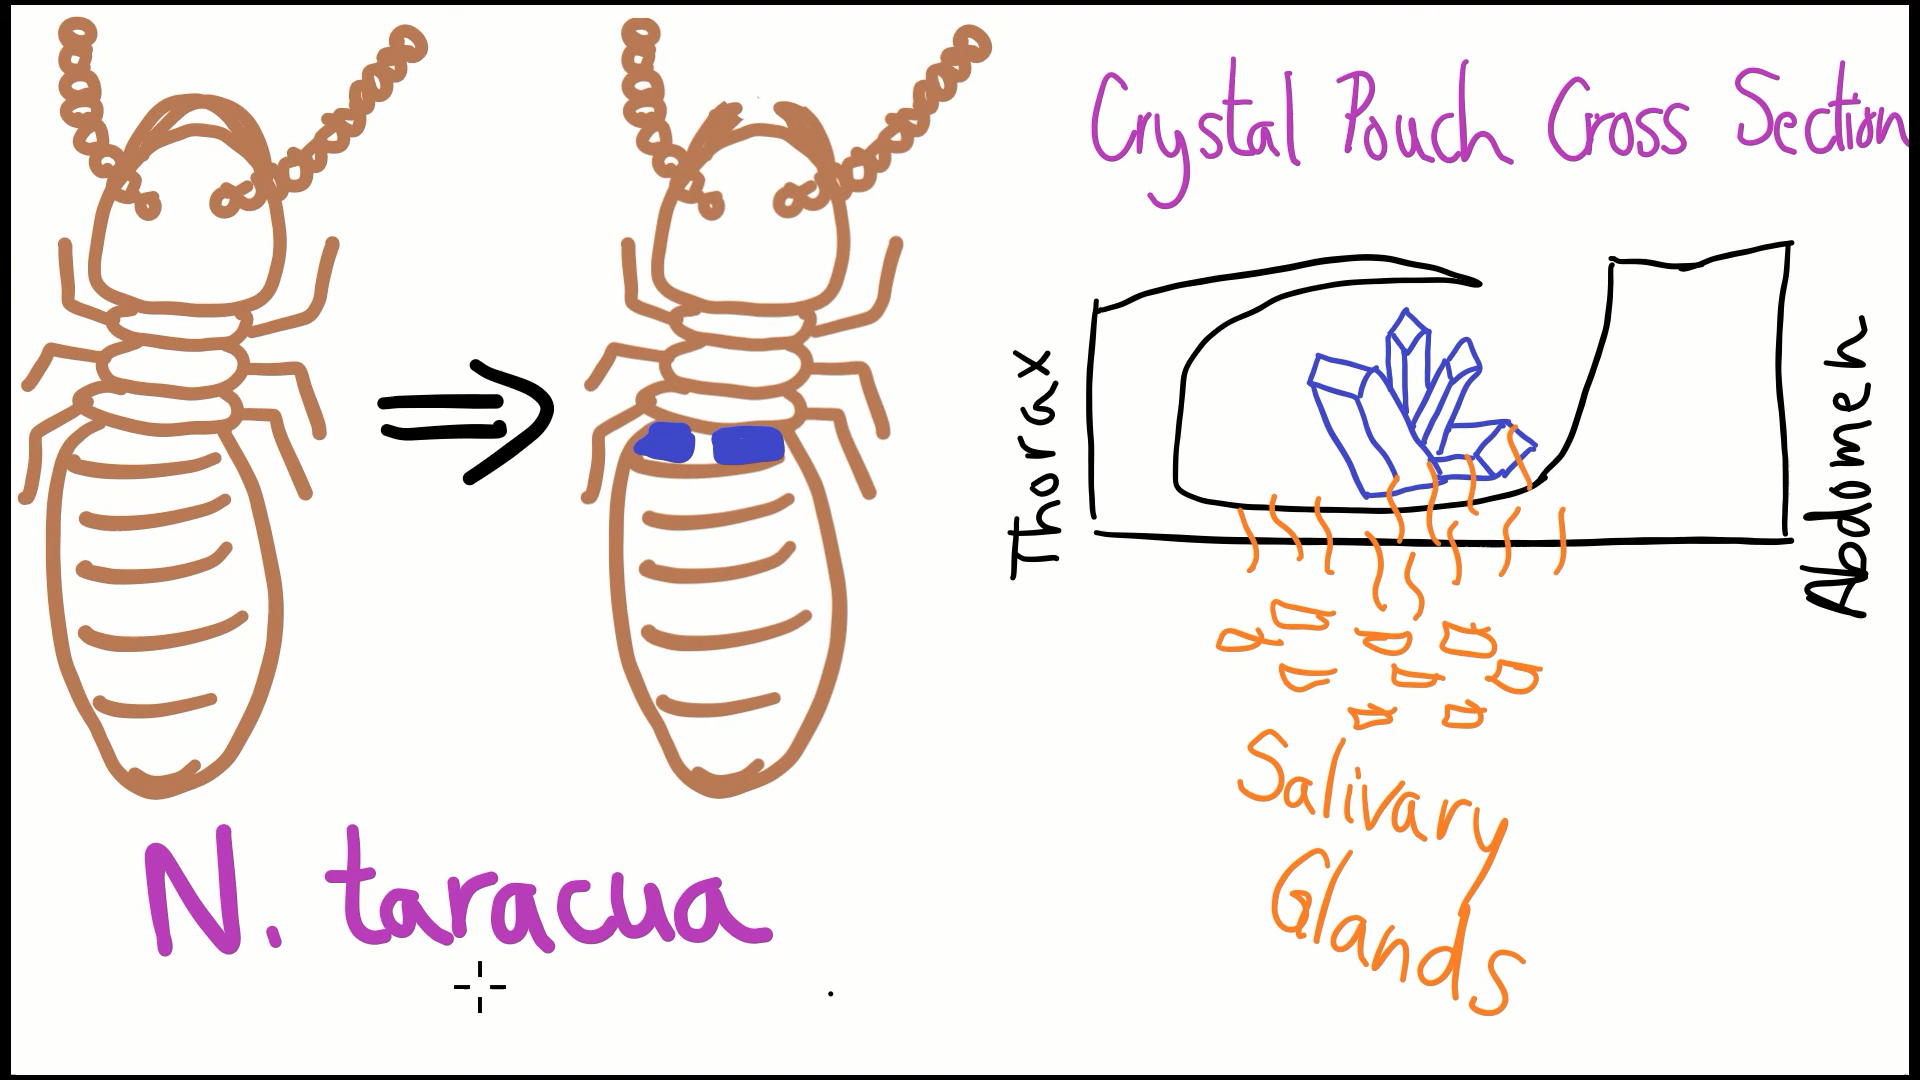 Crystal Pouch Cross Section
Thorax
Abdomen
Salivary
Glands
N. taracua